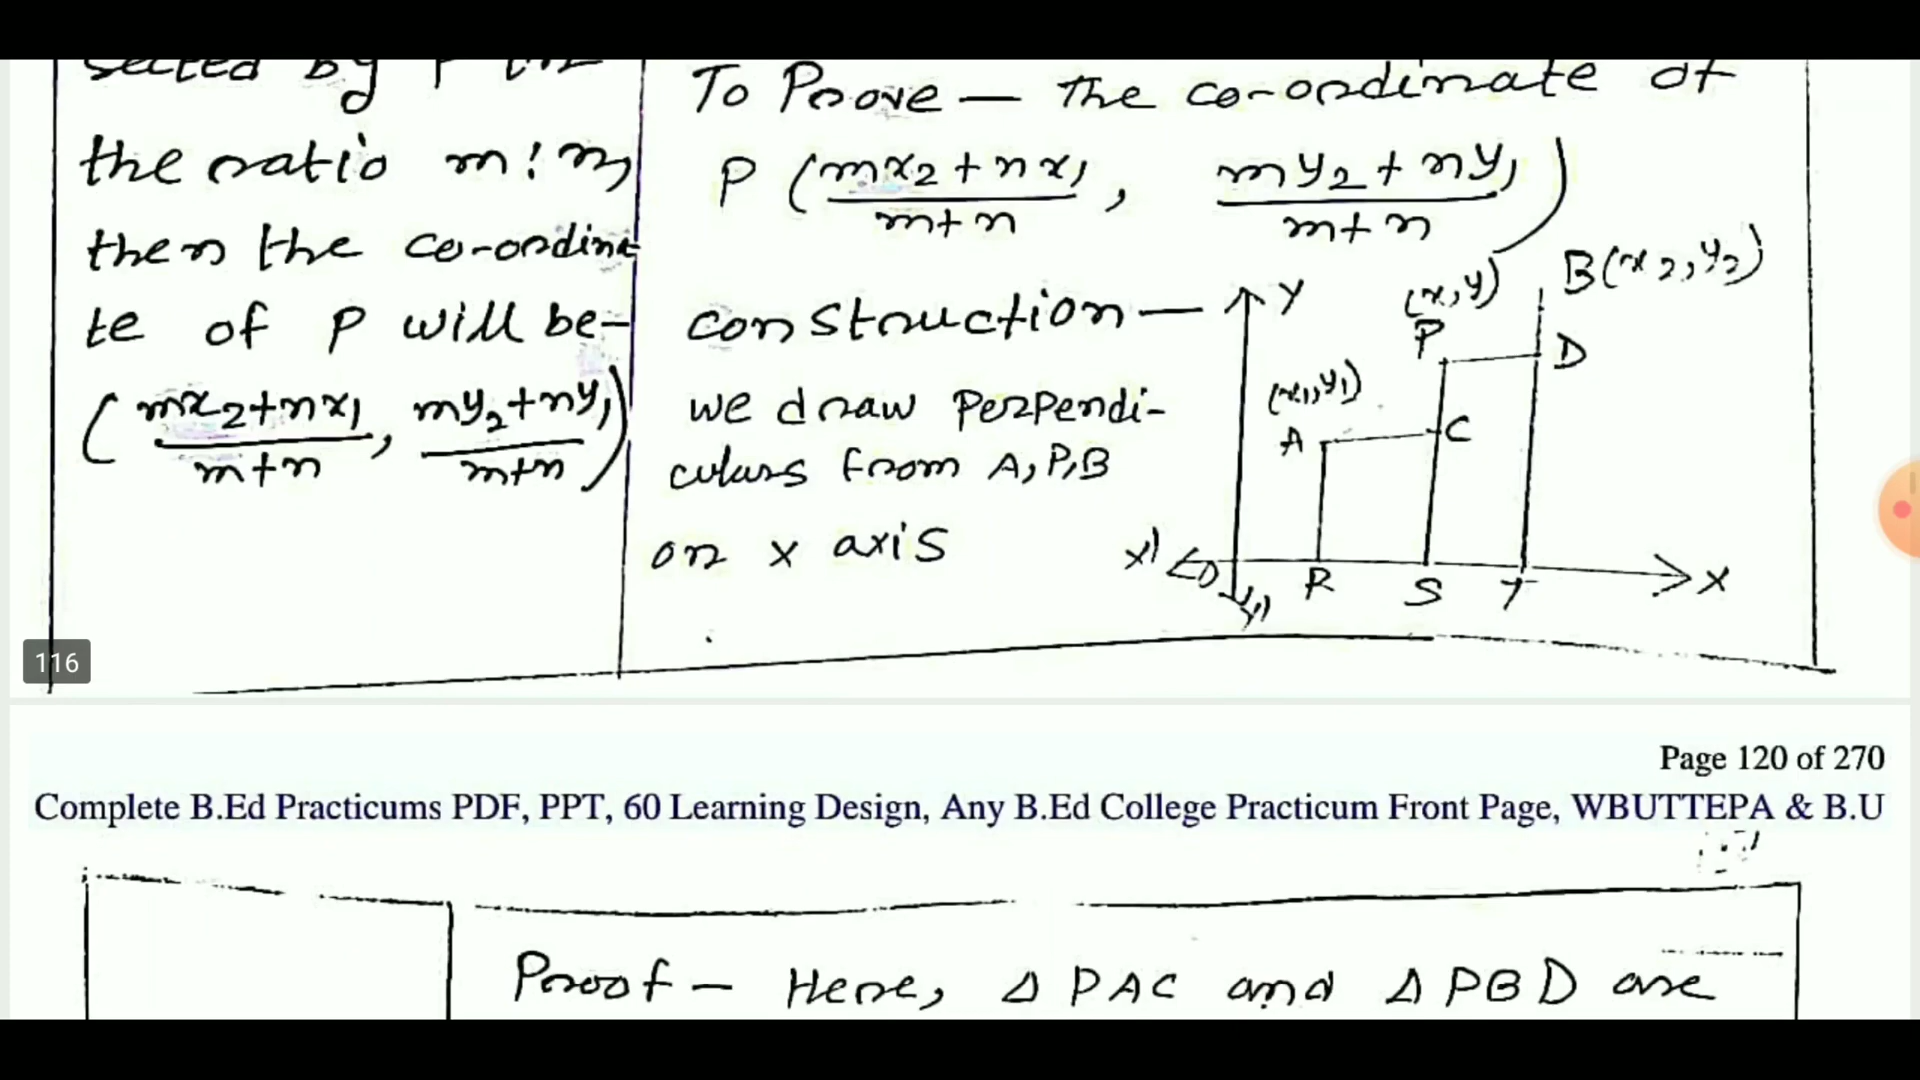 sected by P in
the ratio m:n,
then the co-ordina
te of P will be-
(mx₂+nx₁/m+n, my₂+ny₁/m+n)
To Prove — The co-ordinate of
P (mx₂+nx₁/m+n, my₂+ny₁/m+n)
construction —
we draw Perpendi-
culars from A, P, B
on x axis
Y
(x,y)
B(x₂,y₂)
P
D
(x₁,y₁)
A
C
X'
O
Y'
R
S
T
X
116
Page 120 of 270
Complete B.Ed Practicums PDF, PPT, 60 Learning Design, Any B.Ed College Practicum Front Page, WBUTTEPA & B.U
Proof — Here, Δ PAC and Δ PBD are